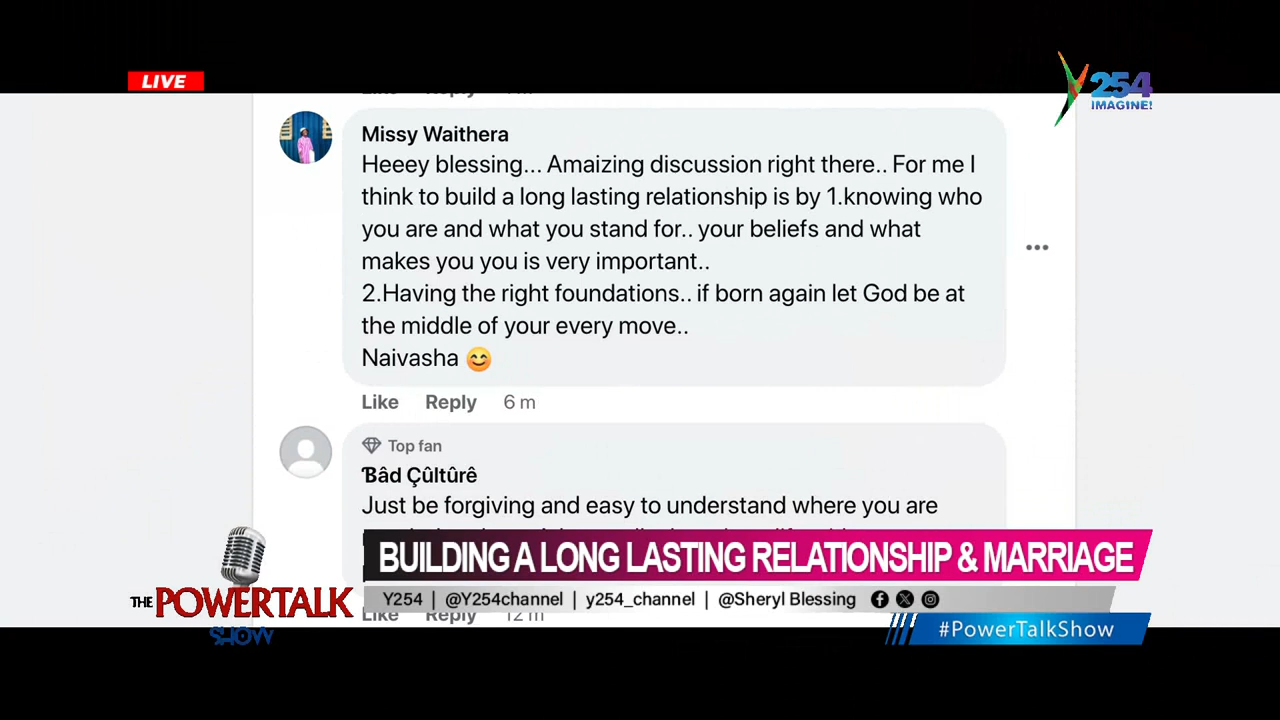 LIVE
Y254
IMAGINE!
Missy Waithera
Heeey blessing... Amaizing discussion right there.. For me I
think to build a long lasting relationship is by 1.knowing who
you are and what you stand for.. your beliefs and what
makes you you is very important..
2.Having the right foundations.. if born again let God be at
the middle of your every move..
Naivasha 😊
Like Reply 6 m
Top fan
Ɓâd Çûltûrê
Just be forgiving and easy to understand where you are
BUILDING A LONG LASTING RELATIONSHIP & MARRIAGE
THE POWERTALK
SHOW
Y254 | @Y254channel | y254_channel | @Sheryl Blessing
Like Reply 12 m
#PowerTalkShow